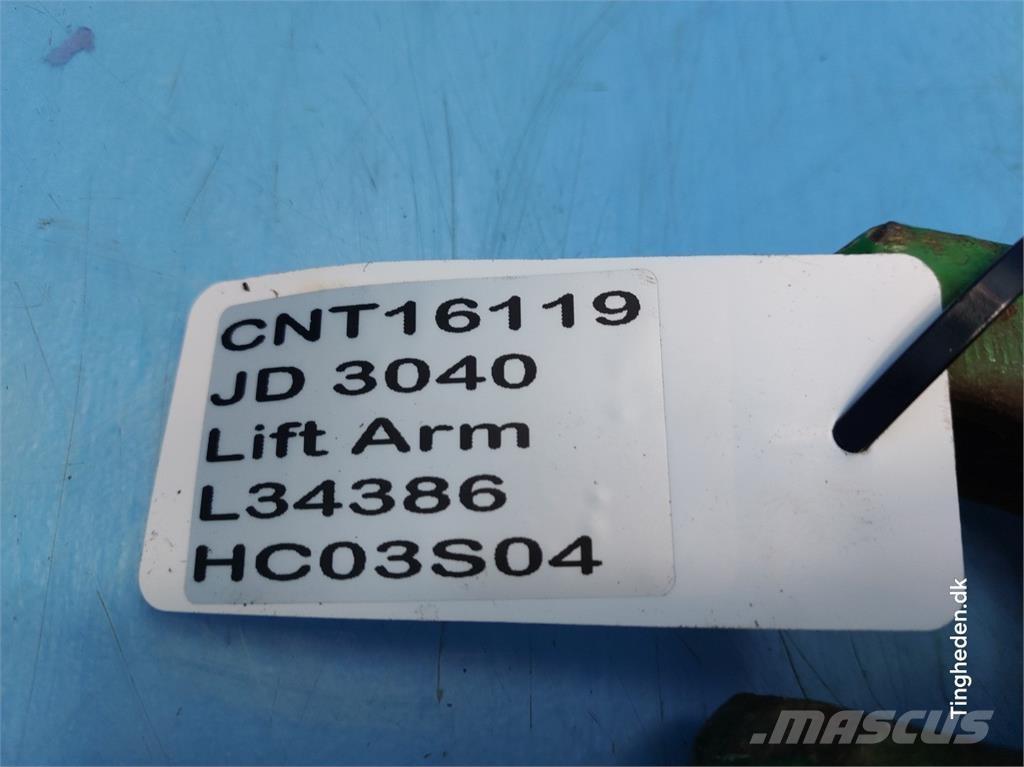 CNT16119
JD 3040
Lift Arm
L34386
HC03S04
Tingheden.dk
MASCUS